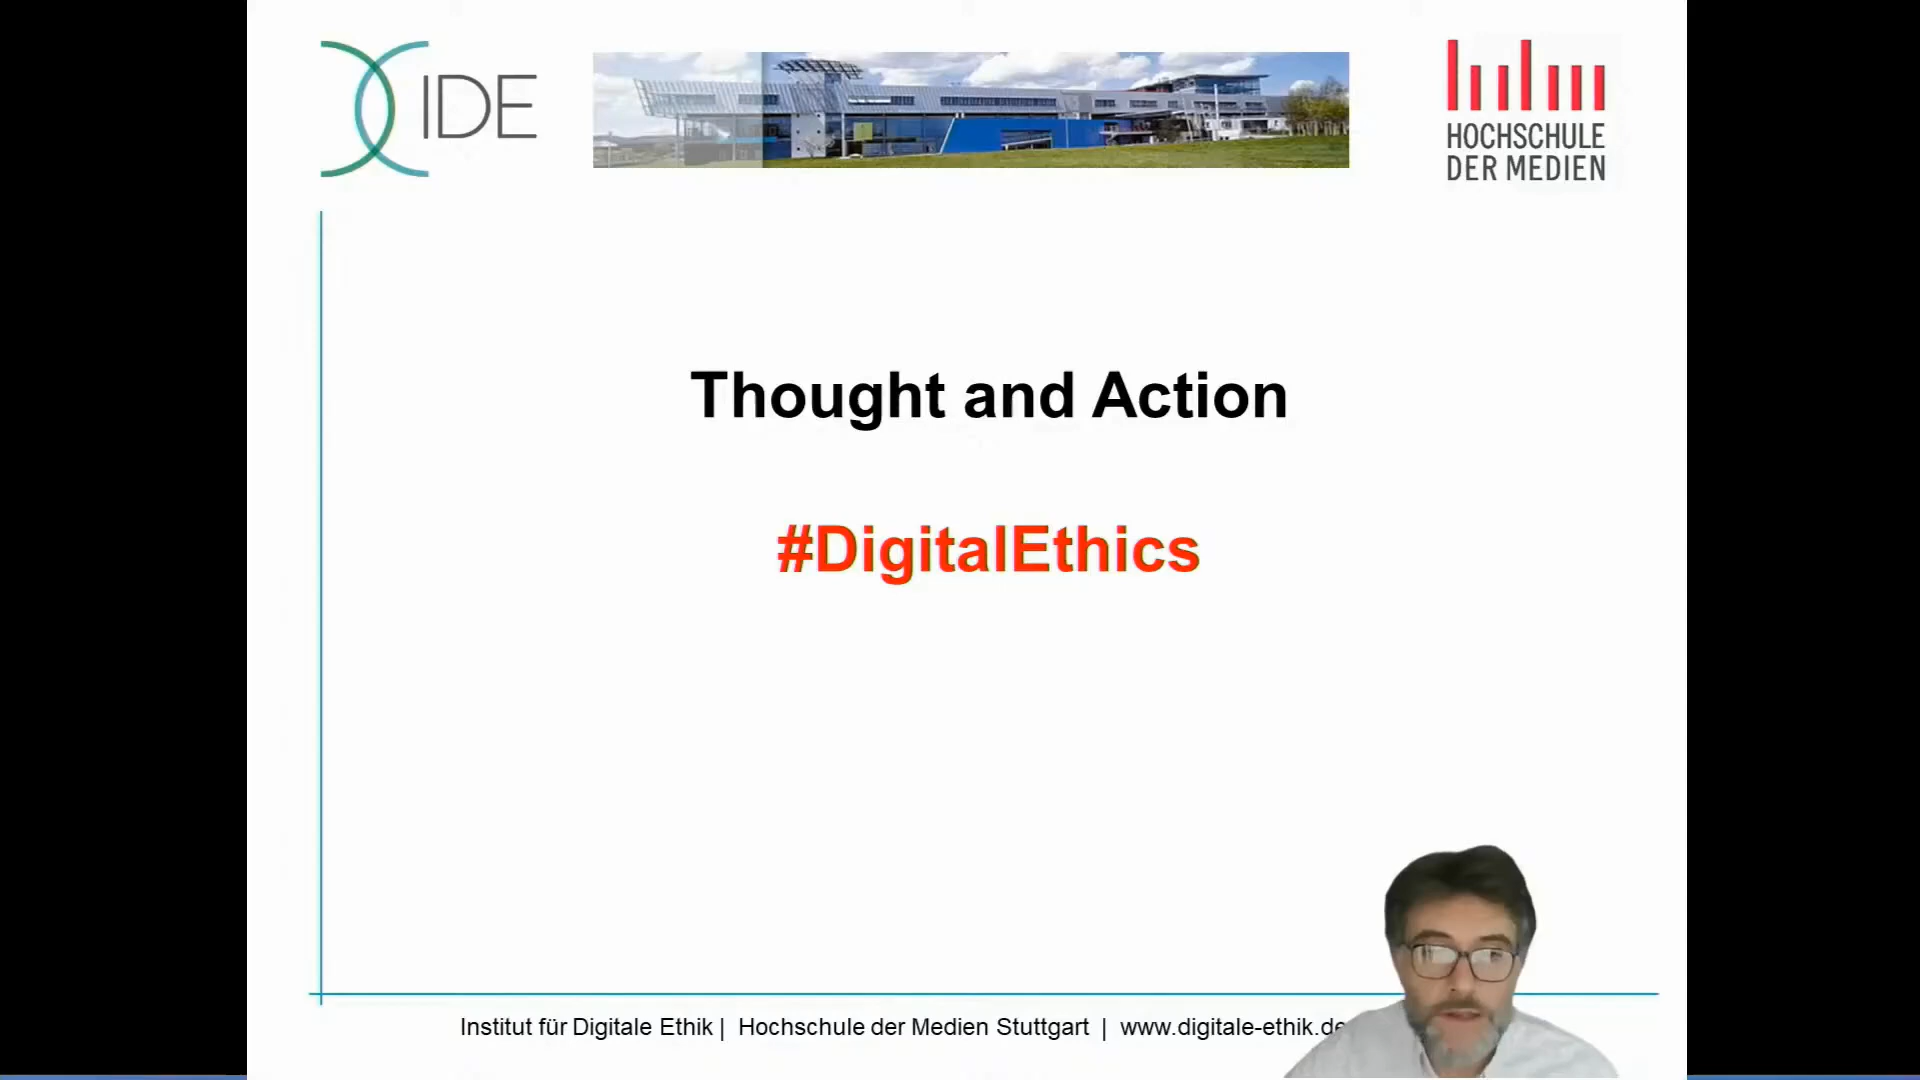 IDE
HOCHSCHULE
DER MEDIEN
Thought and Action
#DigitalEthics
Institut für Digitale Ethik | Hochschule der Medien Stuttgart | www.digitale-ethik.de